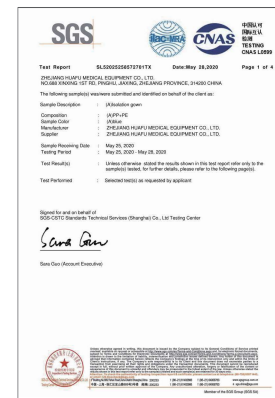 SGS
ilac-MRA
CNAS
中国认可
国际互认
检测
TESTING
CNAS L0599
Test Report SL52025258572701TX Date:May 28,2020 Page 1 of 4
ZHEJIANG HUAFU MEDICAL EQUIPMENT CO., LTD.
NO.888 XINXING 1ST RD, PINGHU, JIAXING, ZHEJIANG PROVINCE, 314200 CHINA
The following sample(s) was/were submitted and identified on behalf of the client as:
Sample Description : (A)Isolation gown
Composition : (A)PP+PE
Sample Color : (A)blue
Manufacturer : ZHEJIANG HUAFU MEDICAL EQUIPMENT CO., LTD.
Supplier : ZHEJIANG HUAFU MEDICAL EQUIPMENT CO., LTD.
Sample Receiving Date : May 25, 2020
Testing Period : May 25, 2020 - May 28, 2020
Test Result(s) : Unless otherwise stated the results shown in this test report refer only to the
sample(s) tested, for further details, please refer to the following page(s).
Test Performed : Selected test(s) as requested by applicant
Signed for and on behalf of
SGS-CSTC Standards Technical Services (Shanghai) Co., Ltd Testing Center
Sara Guo
Sara Guo (Account Executive)
Member of the SGS Group (SGS SA)